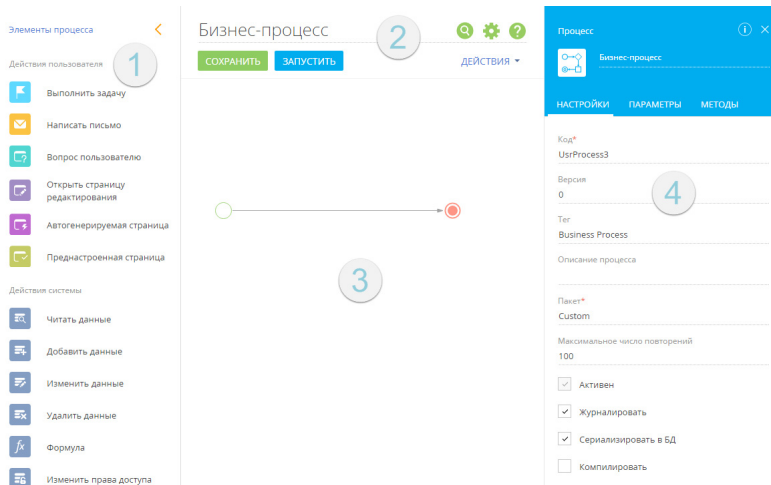 Элементы процесса
1
Действия пользователя
Выполнить задачу
Написать письмо
Вопрос пользователю
Открыть страницу
редактирования
Автогенерируемая страница
Преднастроенная страница
Действия системы
Читать данные
Добавить данные
Изменить данные
Удалить данные
fx
Формула
Изменить права доступа
Бизнес-процесс
2
?
СОХРАНИТЬ
ЗАПУСТИТЬ
ДЕЙСТВИЯ
3
Процесс
i
Бизнес-процесс
НАСТРОЙКИ
ПАРАМЕТРЫ
МЕТОДЫ
Код*
UsrProcess3
Версия
0
4
Тег
Business Process
Описание процесса
Пакет*
Custom
Максимальное число повторений
100
Активен
Журналировать
Сериализировать в БД
Компилировать